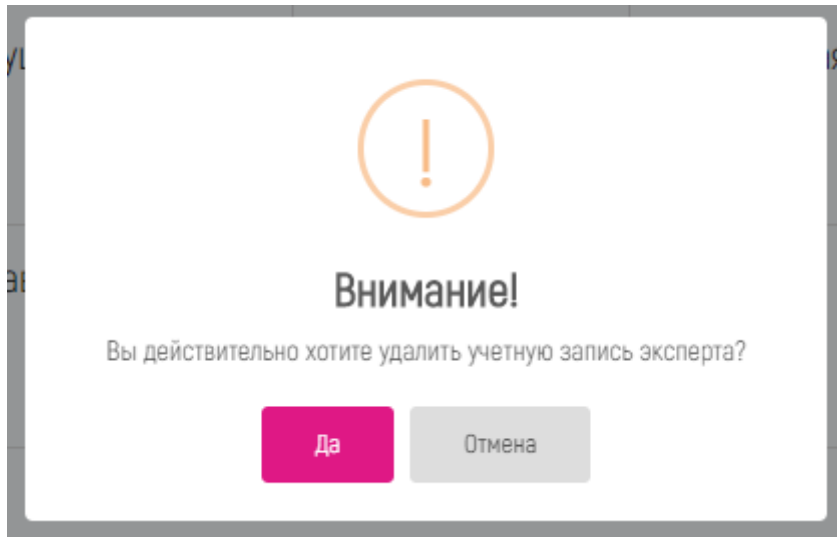 Внимание!
Вы действительно хотите удалить учетную запись эксперта?
Да
Отмена